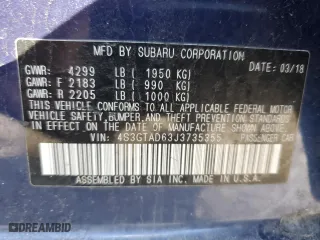 MFD BY SUBARU CORPORATION
GVWR: 4299 LB ( 1950 KG) DATE: 03/18
GAWR: F 2183 LB ( 990 KG)
GAWR: R 2205 LB ( 1000 KG)
THIS VEHICLE CONFORMS TO ALL APPLICABLE FEDERAL MOTOR
VEHICLE SAFETY, BUMPER, AND THEFT PREVENTION STANDARDS
IN EFFECT ON THE DATE OF MANUFACTURE SHOWN ABOVE.
VIN: 4S3GTAD63J3735355 PASSENGER CAR
ASSEMBLED BY SIA INC. MADE IN U.S.A.